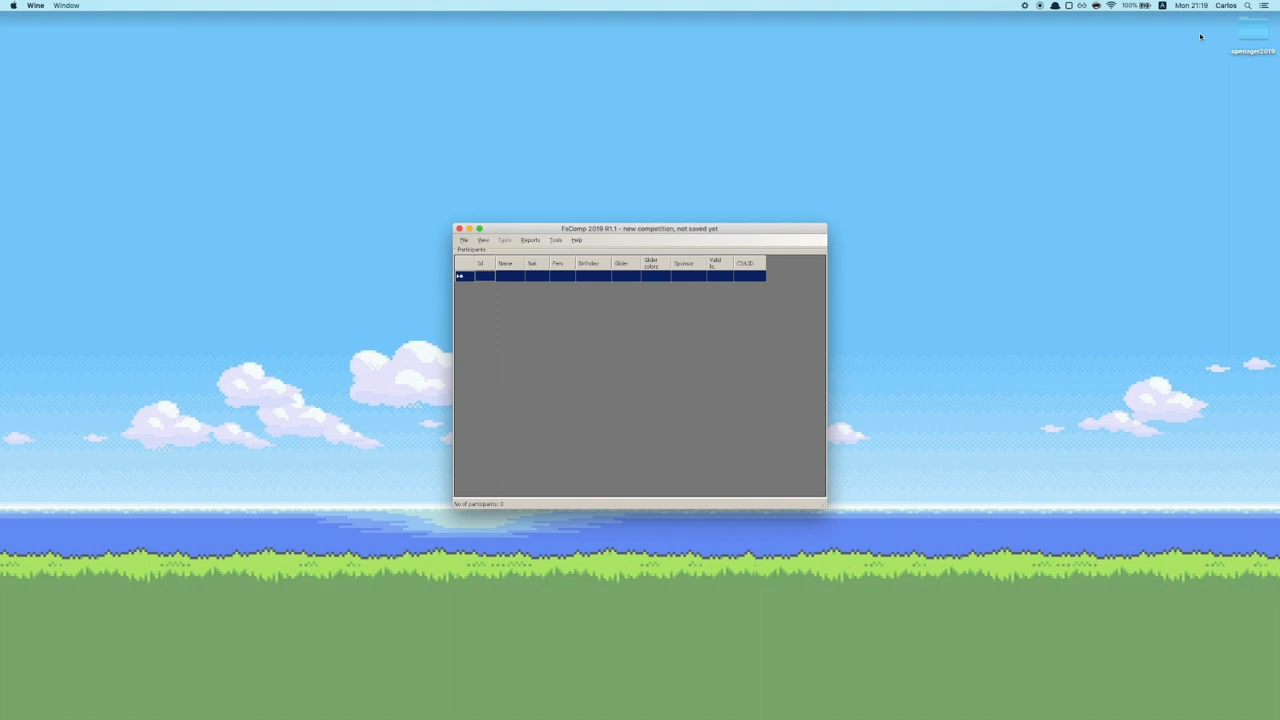 Wine Window 100% A Mon 21:19 Carlos
openager2019
FsComp 2019 R1.1 - new competition, not saved yet
File View Tasks Reports Tools Help
Participants
Id Name Nat. Fem Birthday Glider Glider colors Sponsor Valid lic. CIVLID
No of participants: 0